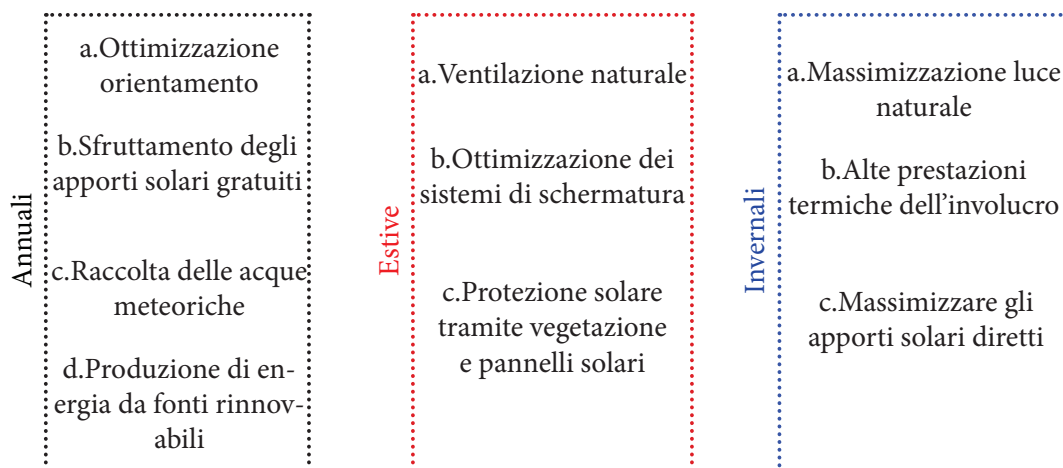 Annuali
a.Ottimizzazione
orientamento
b.Sfruttamento degli
apporti solari gratuiti
c.Raccolta delle acque
meteoriche
d.Produzione di en-
ergia da fonti rinnov-
abili
Estive
a.Ventilazione naturale
b.Ottimizzazione dei
sistemi di schermatura
c.Protezione solare
tramite vegetazione
e pannelli solari
Invernali
a.Massimizzazione luce
naturale
b.Alte prestazioni
termiche dell'involucro
c.Massimizzare gli
apporti solari diretti